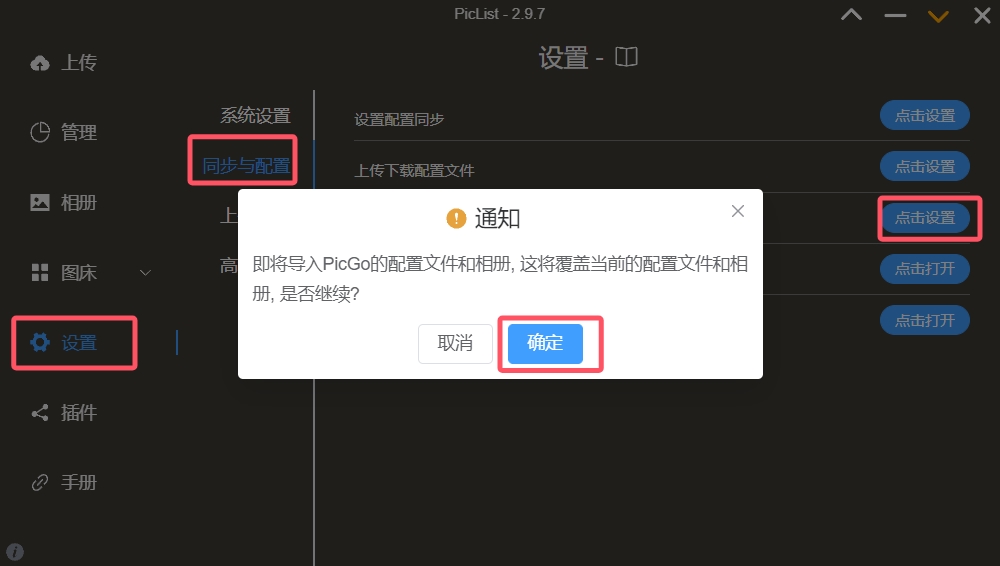 PicList - 2.9.7
设置 -
上传
管理
相册
图床
设置
插件
手册
系统设置
同步与配置
上
高
设置配置同步
点击设置
上传下载配置文件
点击设置
点击设置
点击打开
点击打开
通知
即将导入PicGo的配置文件和相册, 这将覆盖当前的配置文件和相
册, 是否继续?
取消
确定